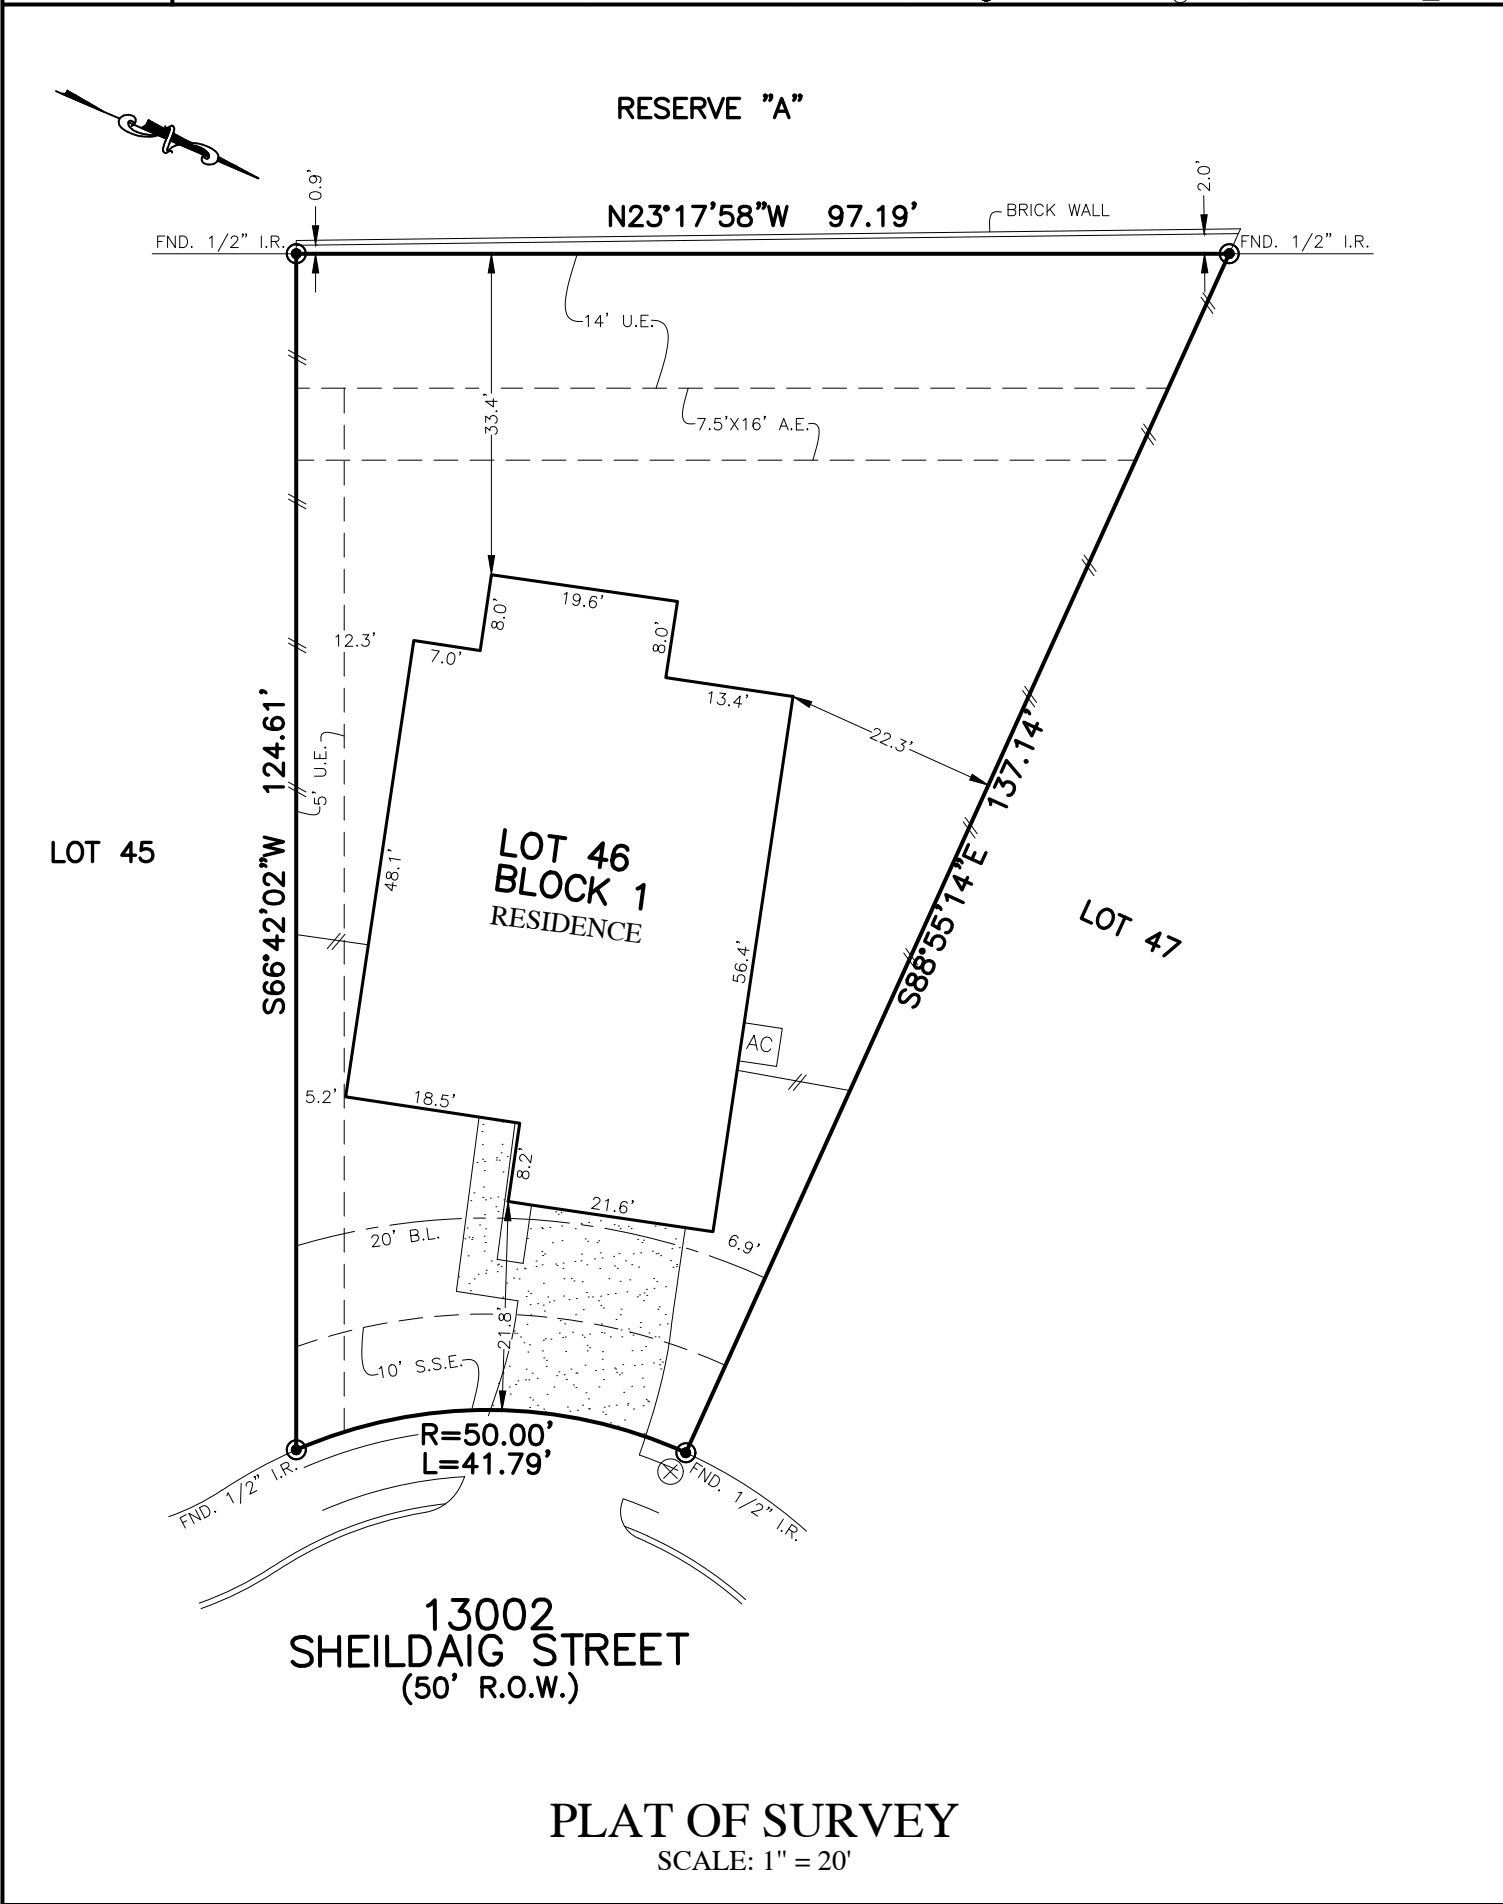 RESERVE "A"
0.9'
2.0'
N23°17'58"W 97.19'
BRICK WALL
FND. 1/2" I.R.
FND. 1/2" I.R.
14' U.E.
33.4'
7.5'X16' A.E.
19.6'
8.0'
8.0'
12.3'
7.0'
13.4'
22.3'
S66°42'02"W 124.61'
5' U.E.
S88°55'14"E 137.14'
LOT 45
LOT 46
BLOCK 1
RESIDENCE
48.1'
56.4'
LOT 47
AC
5.2'
18.5'
8.2'
21.6'
20' B.L.
6.9'
21.8'
10' S.S.E.
R=50.00'
L=41.79'
FND. 1/2" I.R.
FND. 1/2" I.R.
13002
SHEILDAIG STREET
(50' R.O.W.)
PLAT OF SURVEY
SCALE: 1" = 20'